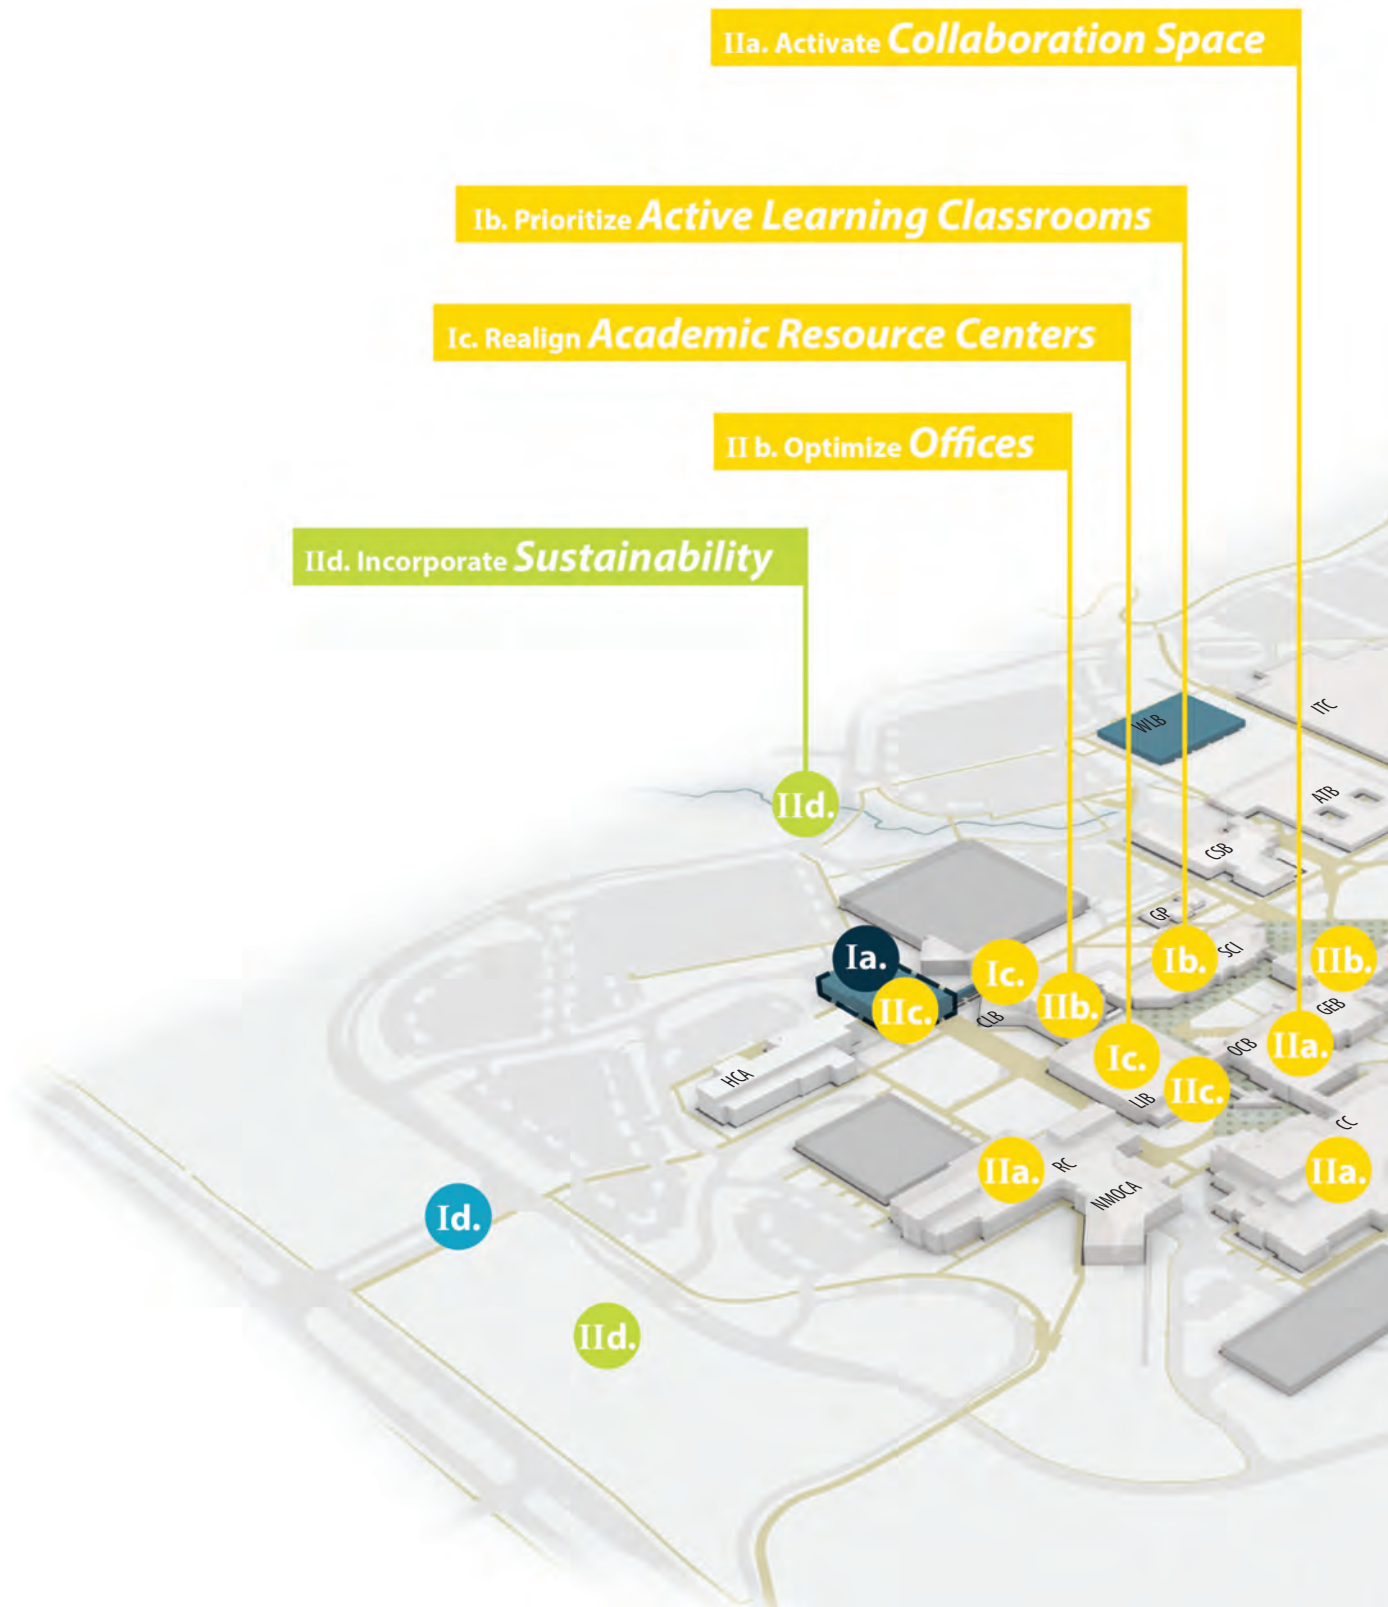 IIa. Activate Collaboration Space
Ib. Prioritize Active Learning Classrooms
Ic. Realign Academic Resource Centers
II b. Optimize Offices
IId. Incorporate Sustainability
WLB
ITC
IId.
ATB
CSB
GP
Ia.
Ic.
Ib.
SCI
IIb.
IIc.
CLB
IIb.
GEB
Ic.
OCB
IIa.
HCA
LIB
IIc.
CC
IIa.
RC
IIa.
NMOCA
Id.
IId.